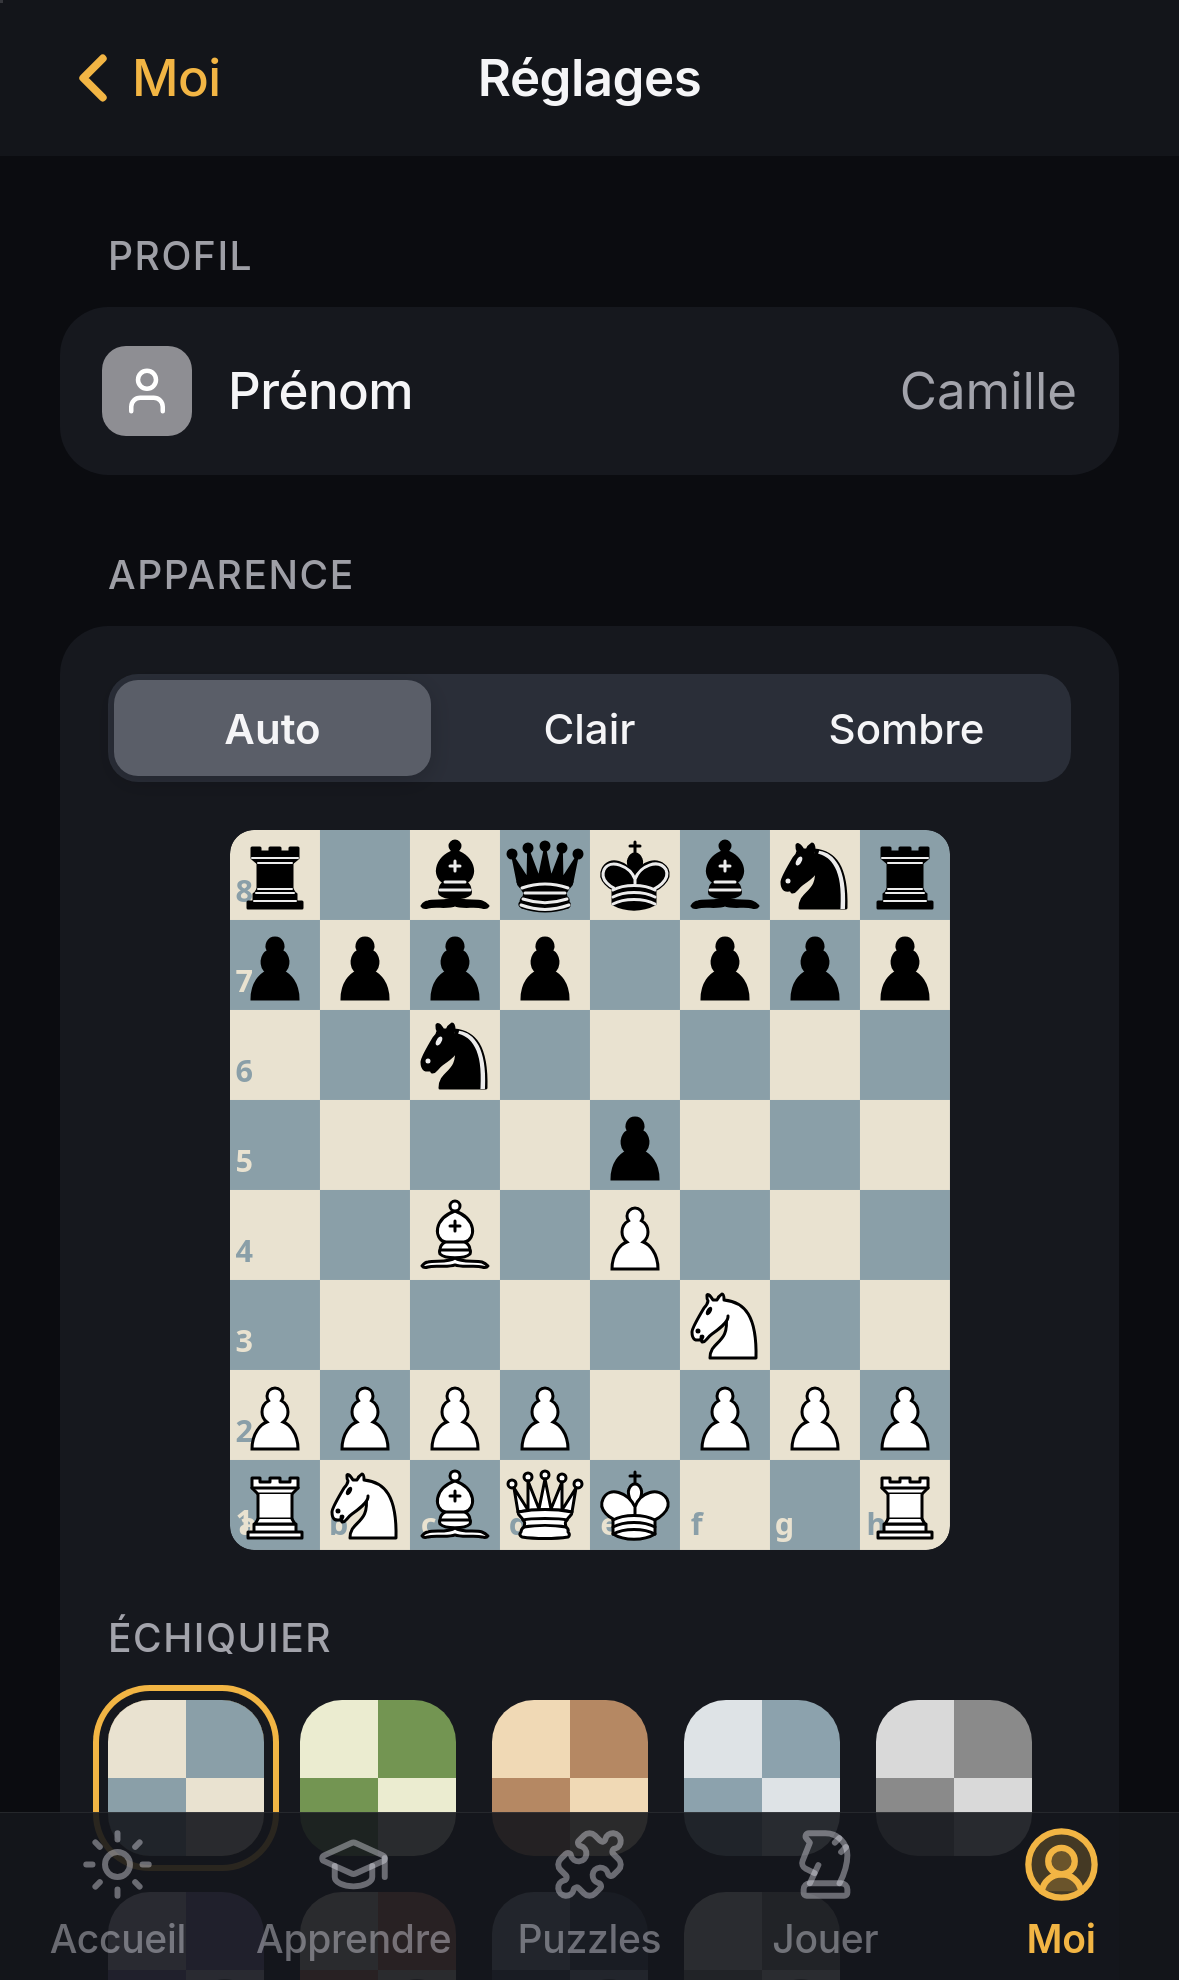 Moi
Réglages
PROFIL
Prénom
Camille
APPARENCE
Auto
Clair
Sombre
8
7
6
5
4
3
2
1
b
c
e
f
g
h
ÉCHIQUIER
Accueil
Apprendre
Puzzles
Jouer
Moi